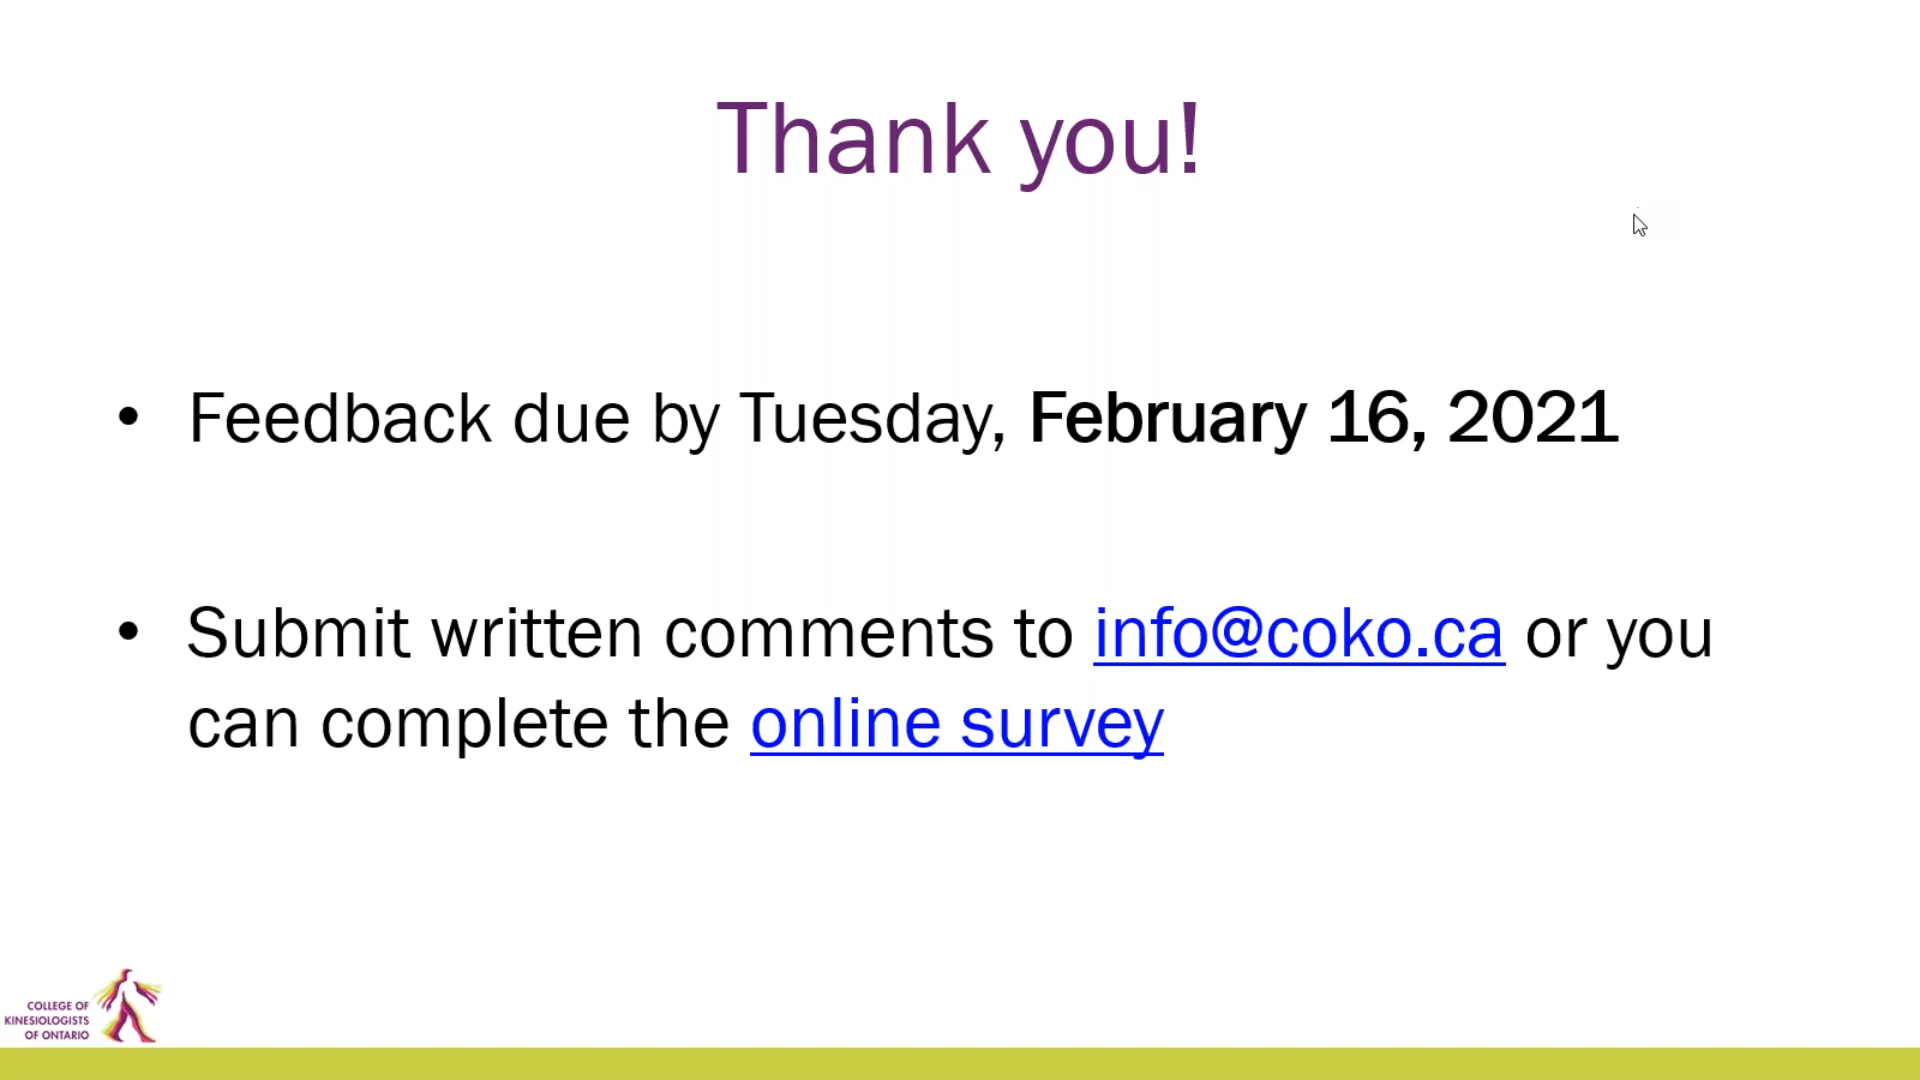 Thank you!
• Feedback due by Tuesday, February 16, 2021
• Submit written comments to info@coko.ca or you
can complete the online survey
COLLEGE OF
KINESIOLOGISTS
OF ONTARIO